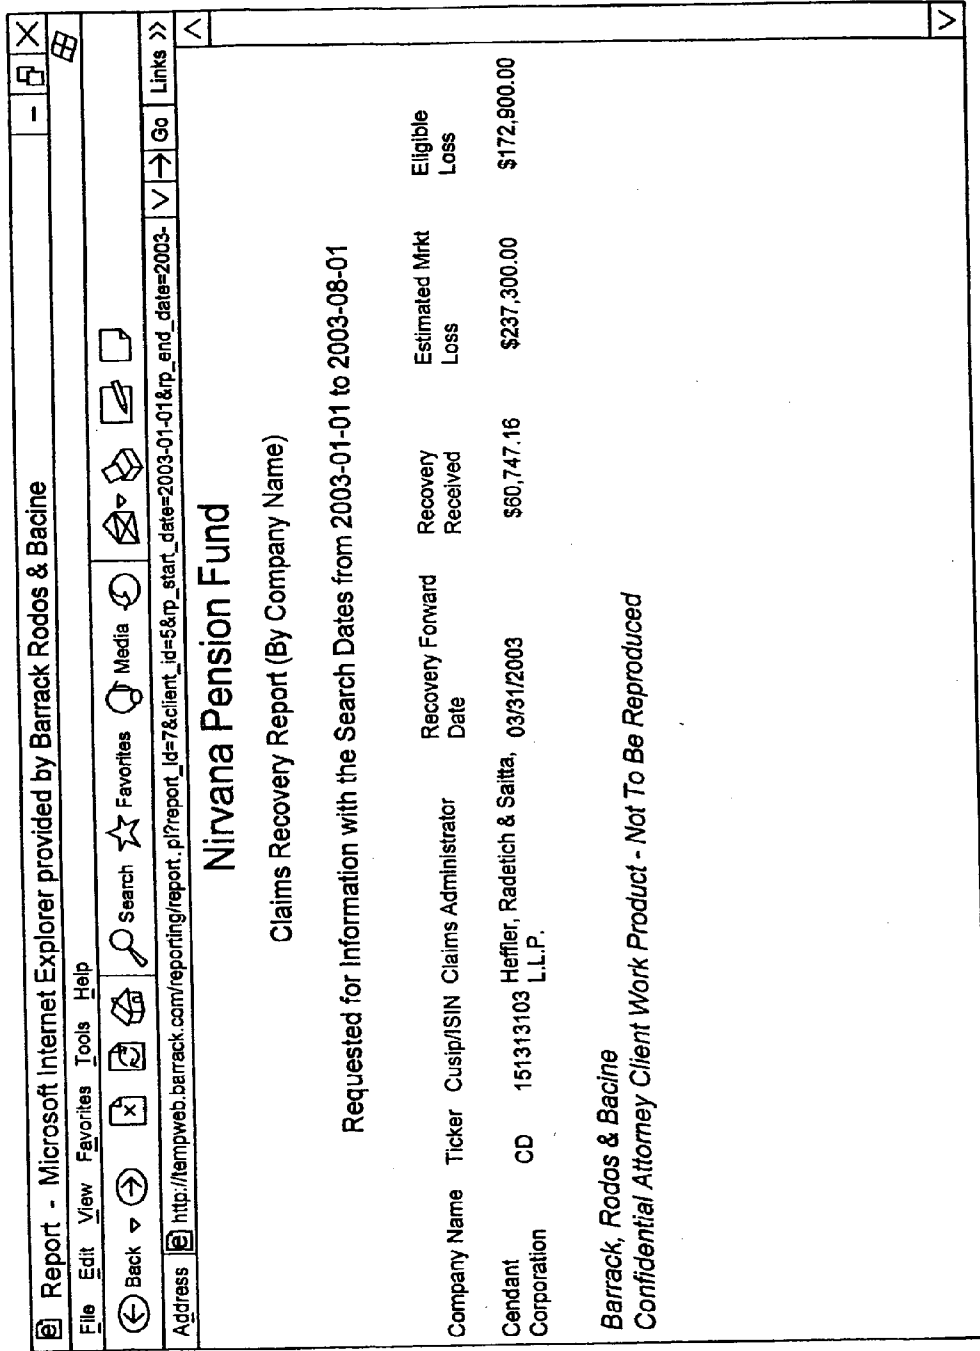 Report - Microsoft Internet Explorer provided by Barrack Rodos & Bacine
File Edit View Favorites Tools Help
Back Search Favorites Media
Address http://tempweb.barrack.com/reporting/report.pl?report_id=7&client_id=5&rp_start_date=2003-01-01&rp_end_date=2003- Go Links >>
Nirvana Pension Fund
Claims Recovery Report (By Company Name)
Requested for Information with the Search Dates from 2003-01-01 to 2003-08-01
Company Name Ticker Cusip/ISIN Claims Administrator Recovery Forward Date Recovery Received Estimated Mrkt Loss Eligible Loss
Cendant Corporation CD 151313103 Heffler, Radetich & Saitta, L.L.P. 03/31/2003 $60,747.16 $237,300.00 $172,900.00
Barrack, Rodos & Bacine
Confidential Attorney Client Work Product - Not To Be Reproduced